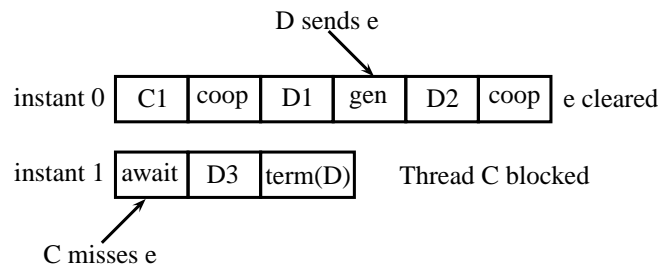 D sends e
instant 0 C1 coop D1 gen D2 coop e cleared
instant 1 await D3 term(D) Thread C blocked
C misses e